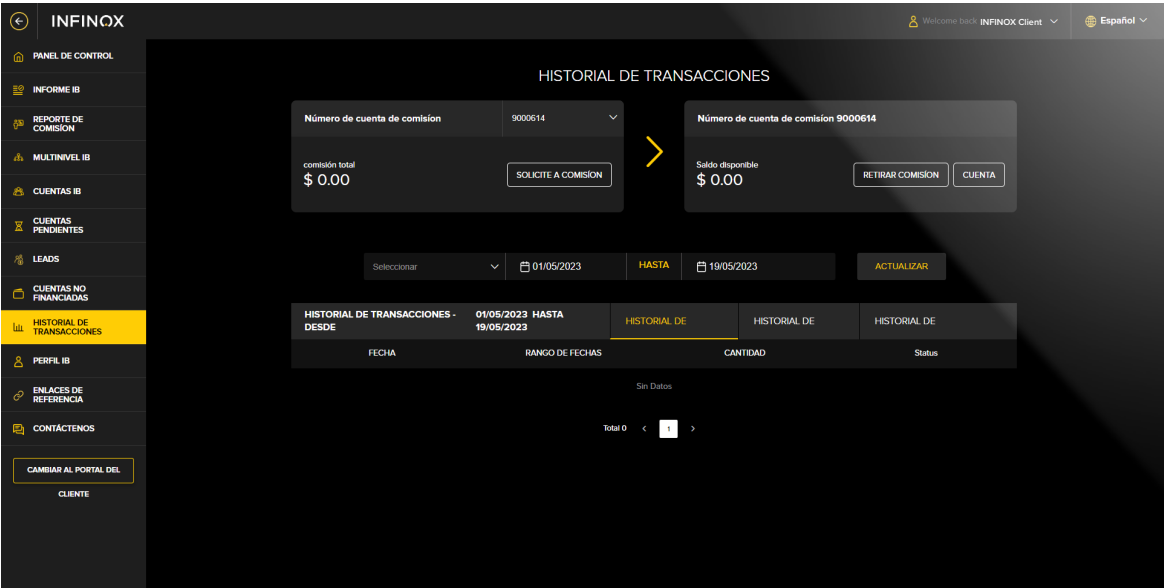 INFINOX
Welcome back INFINOX Client
Español
PANEL DE CONTROL
INFORME IB
REPORTE DE
COMISÍON
MULTINIVEL IB
CUENTAS IB
CUENTAS
PENDIENTES
LEADS
CUENTAS NO
FINANCIADAS
HISTORIAL DE
TRANSACCIONES
PERFIL IB
ENLACES DE
REFERENCIA
CONTÁCTENOS
CAMBIAR AL PORTAL DEL
CLIENTE
HISTORIAL DE TRANSACCIONES
Número de cuenta de comisíon
9000614
comisión total
$ 0.00
SOLICITE A COMISÍON
Número de cuenta de comisíon 9000614
Saldo disponible
$ 0.00
RETIRAR COMISÍON
CUENTA
Seleccionar
01/05/2023
HASTA
19/05/2023
ACTUALIZAR
HISTORIAL DE TRANSACCIONES -
DESDE
01/05/2023 HASTA
19/05/2023
HISTORIAL DE
HISTORIAL DE
HISTORIAL DE
FECHA
RANGO DE FECHAS
CANTIDAD
Status
Sin Datos
Total 0
1